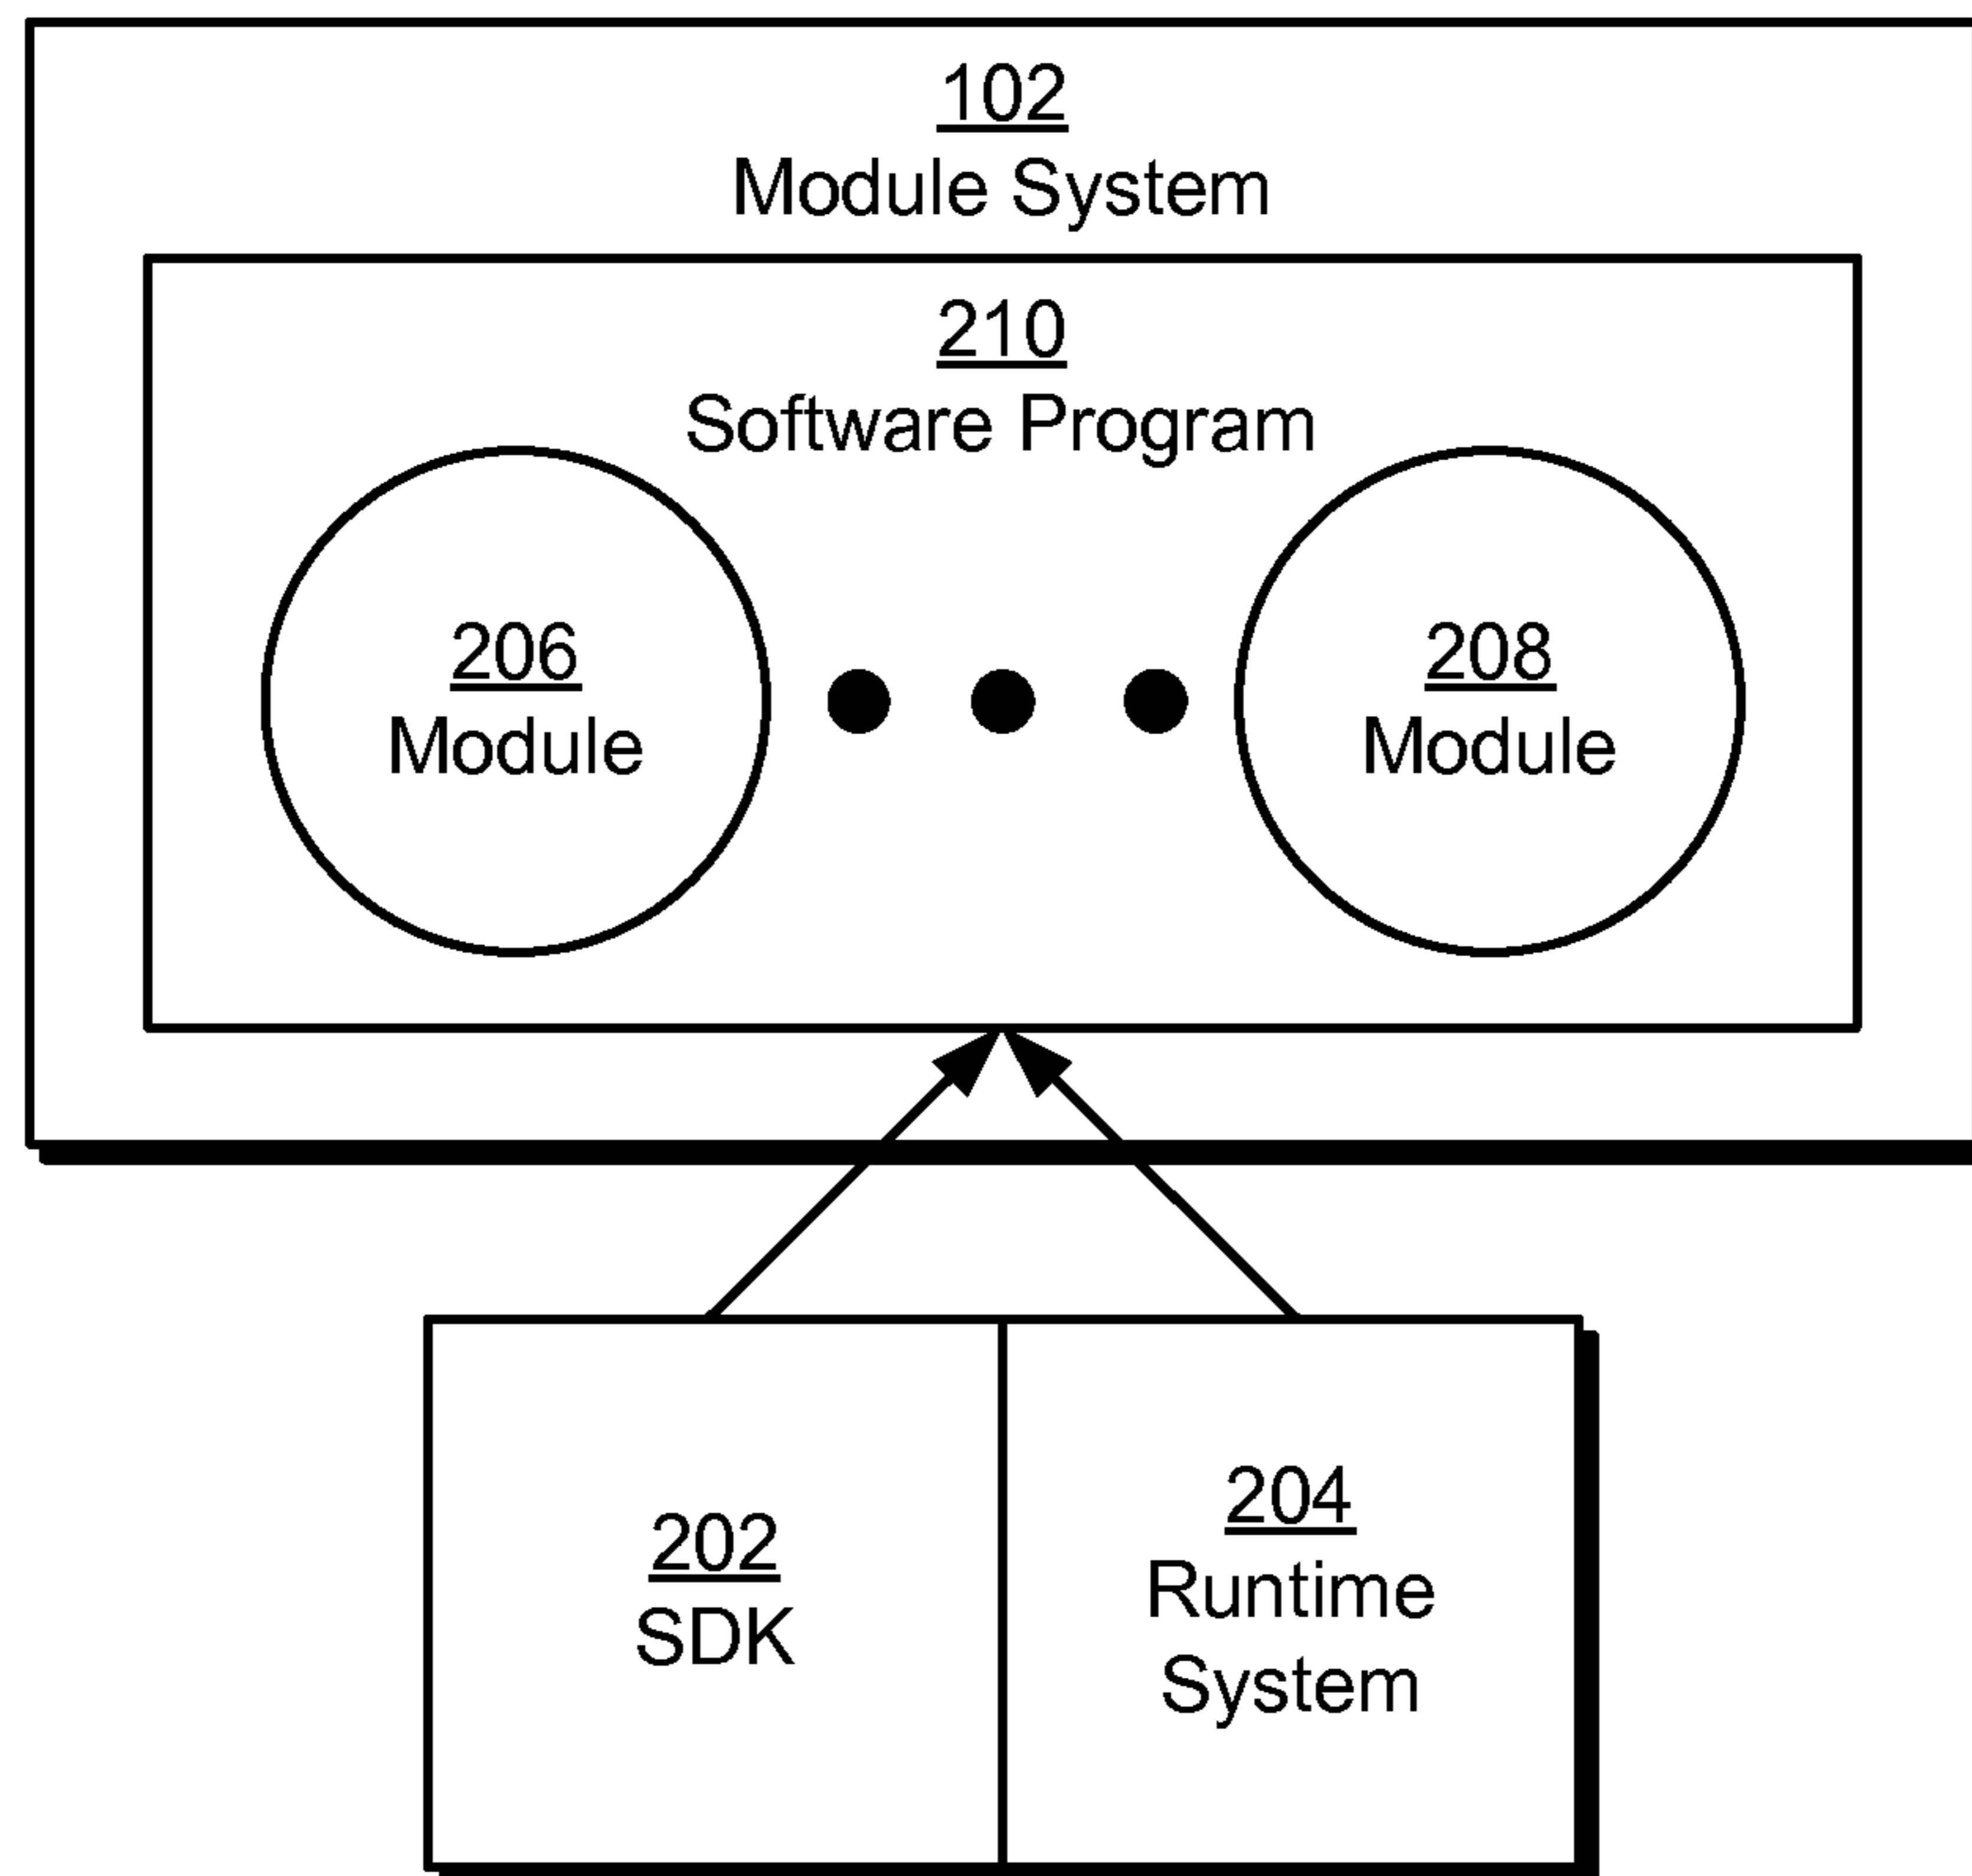 102
Module System
210
Software Program
206
Module
208
Module
202
SDK
204
Runtime
System